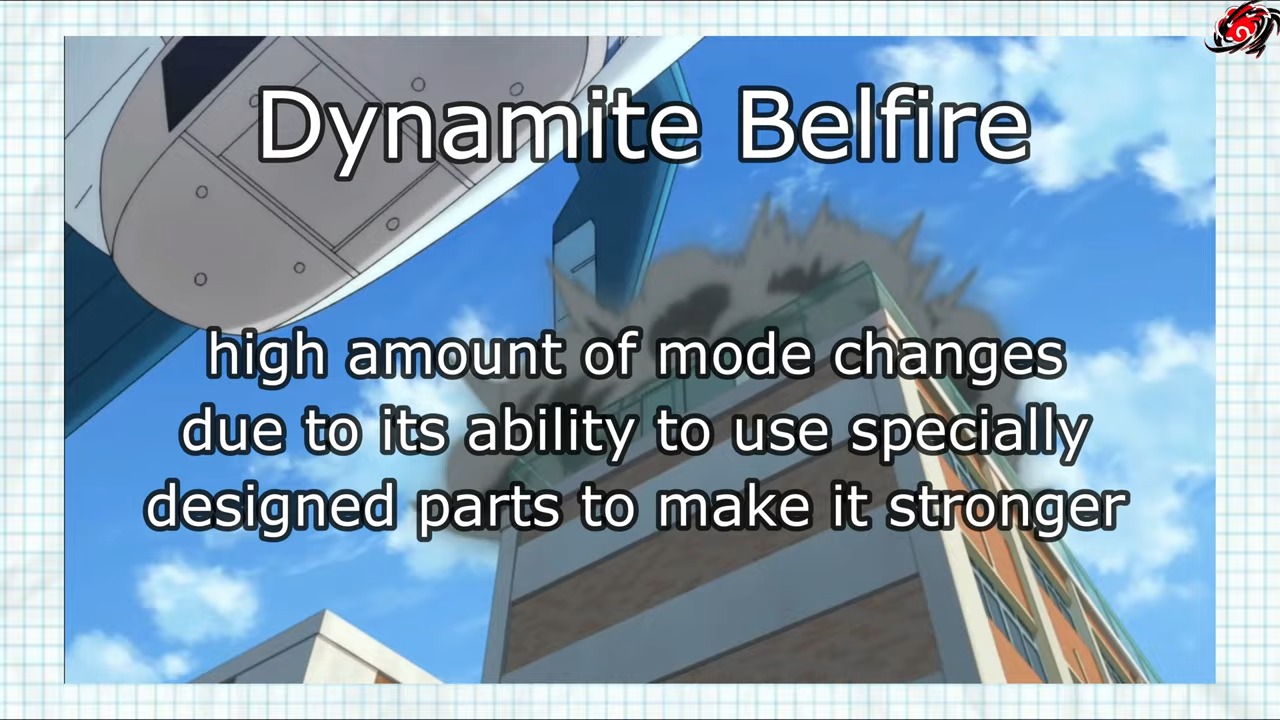 Dynamite Belfire
high amount of mode changes
due to its ability to use specially
designed parts to make it stronger